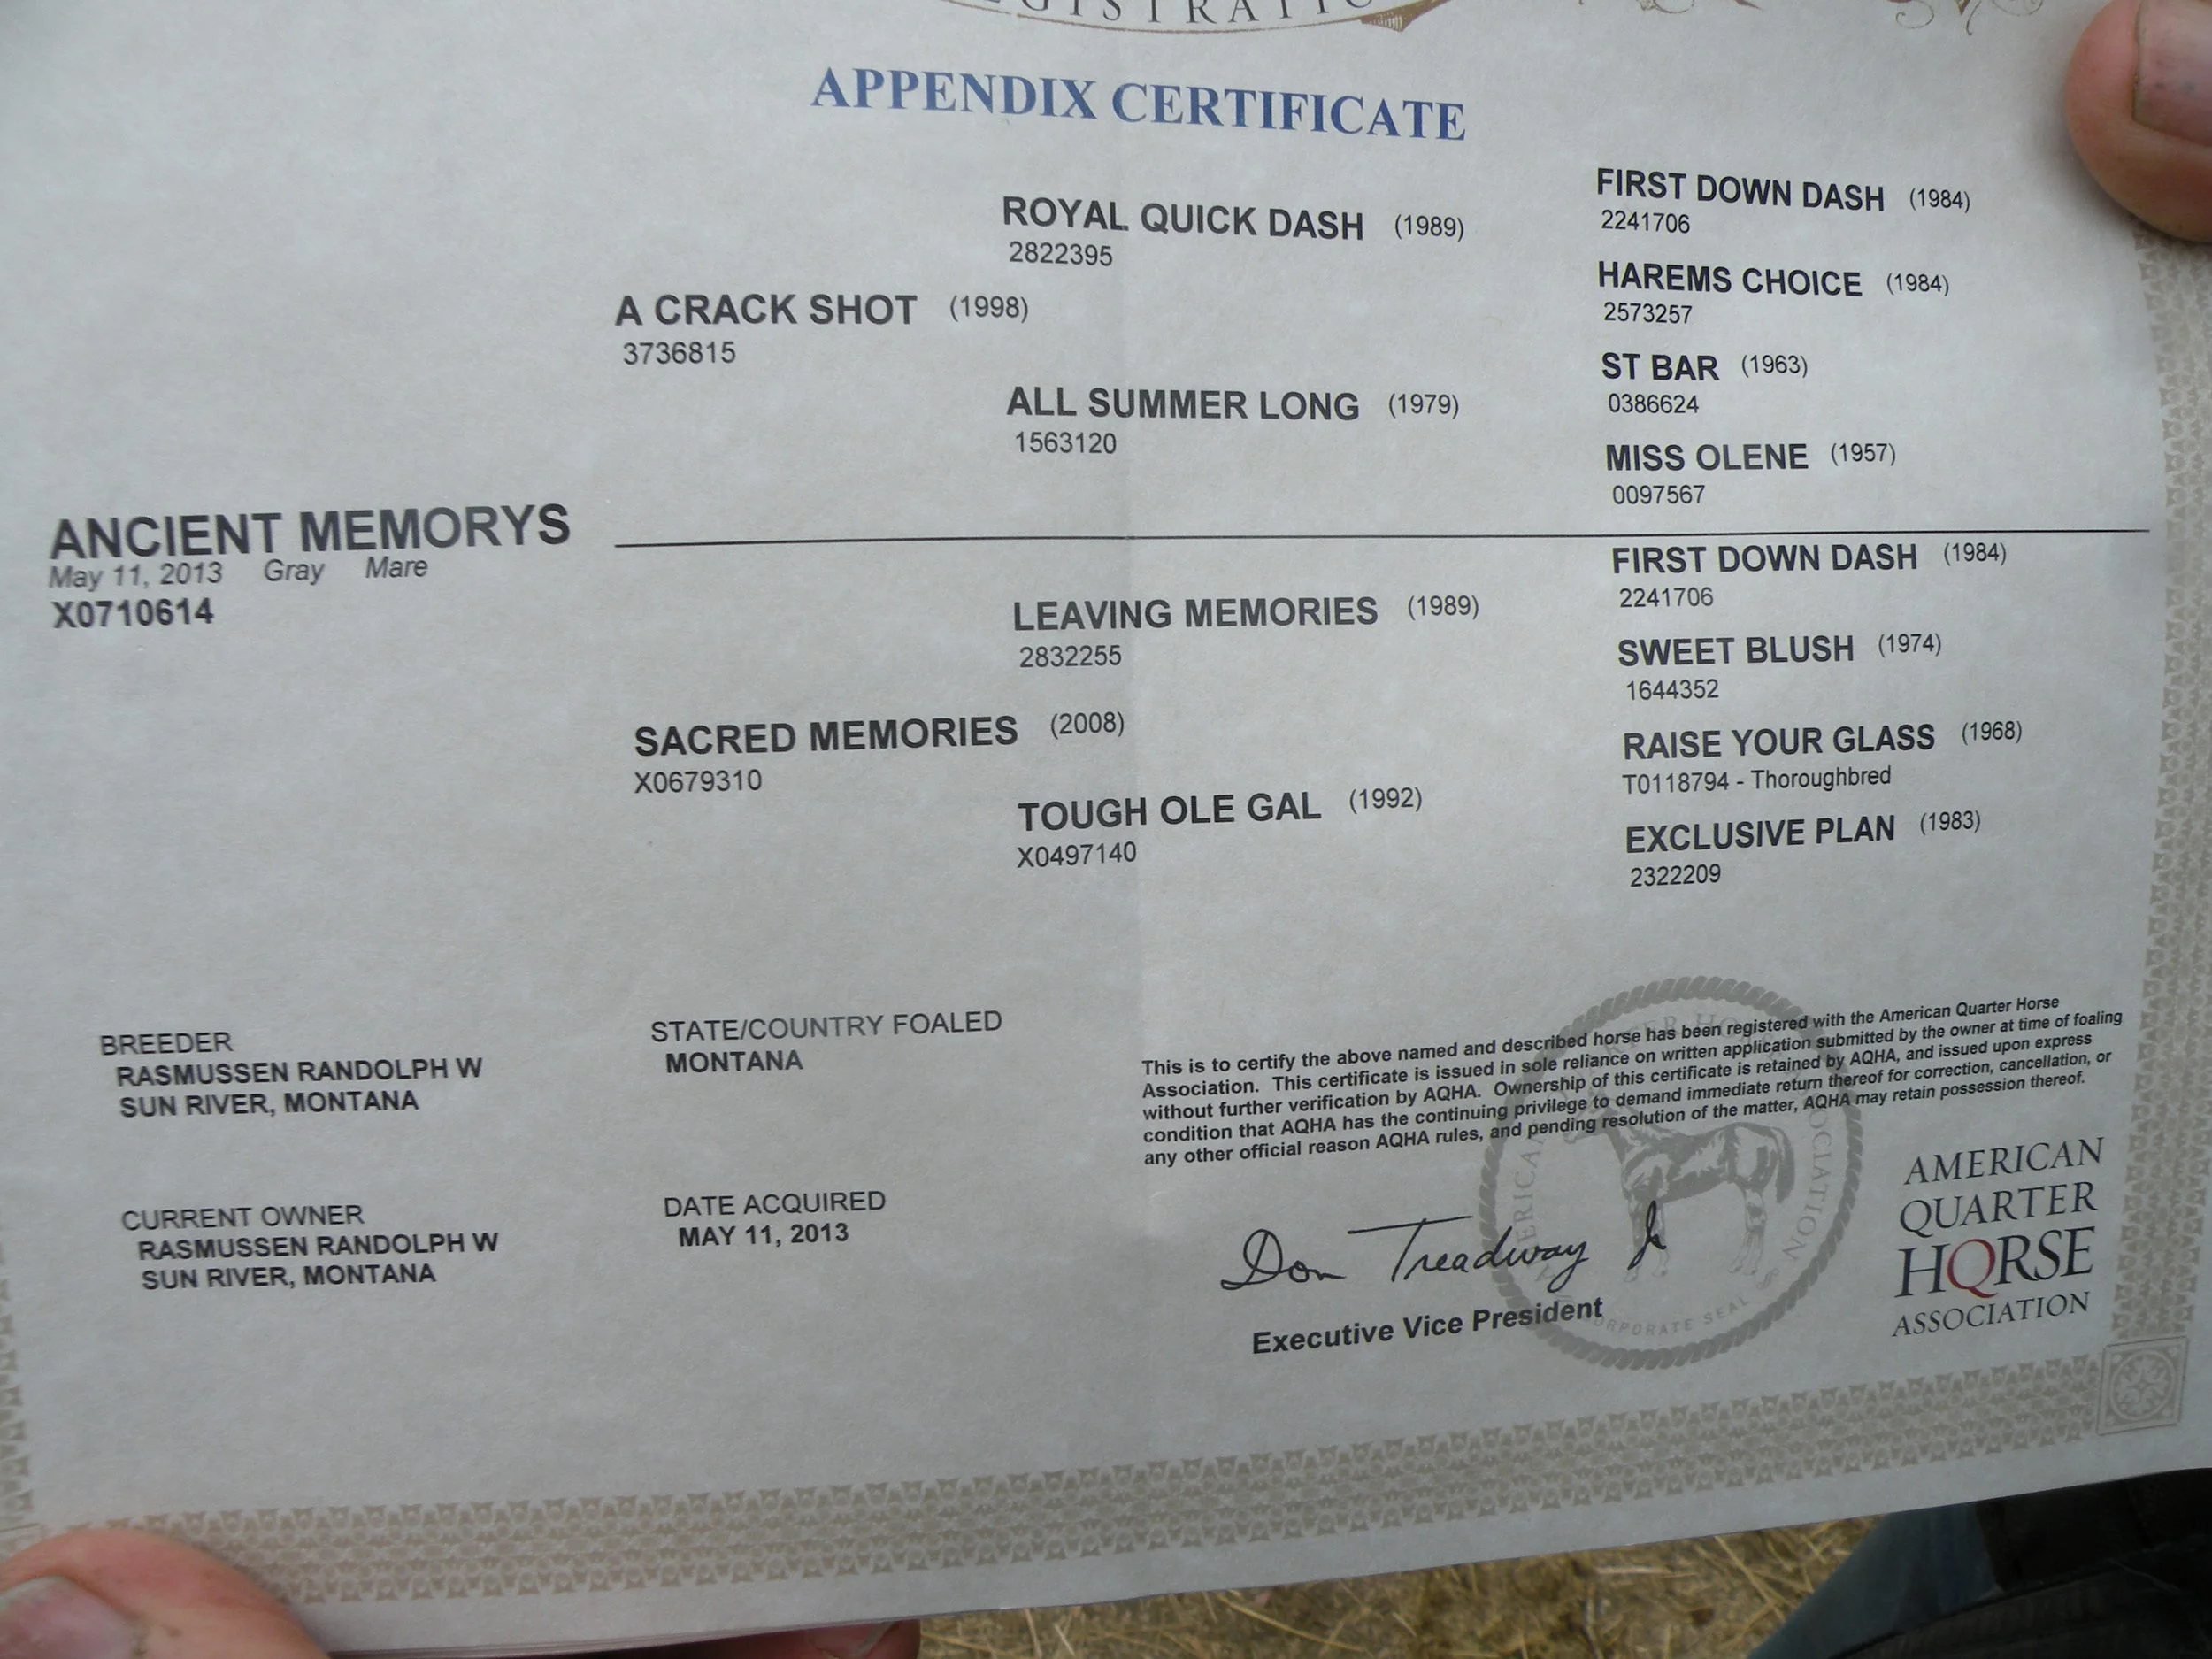 APPENDIX CERTIFICATE
FIRST DOWN DASH (1984)
2241706
ROYAL QUICK DASH (1989)
2822395
HAREMS CHOICE (1984)
2573257
A CRACK SHOT (1998)
3736815
ST BAR (1963)
0386624
ALL SUMMER LONG (1979)
1563120
MISS OLENE (1957)
0097567
ANCIENT MEMORYS
May 11, 2013 Gray Mare
X0710614
FIRST DOWN DASH (1984)
2241706
LEAVING MEMORIES (1989)
2832255
SWEET BLUSH (1974)
1644352
SACRED MEMORIES (2008)
X0679310
RAISE YOUR GLASS (1968)
T0118794 - Thoroughbred
TOUGH OLE GAL (1992)
X0497140
EXCLUSIVE PLAN (1983)
2322209
BREEDER
RASMUSSEN RANDOLPH W
SUN RIVER, MONTANA
STATE/COUNTRY FOALED
MONTANA
This is to certify the above named and described horse has been registered with the American Quarter Horse
Association. This certificate is issued in sole reliance on written application submitted by the owner at time of foaling
without further verification by AQHA. Ownership of this certificate is retained by AQHA, and issued upon express
condition that AQHA has the continuing privilege to demand immediate return thereof for correction, cancellation, or
any other official reason AQHA rules, and pending resolution of the matter, AQHA may retain possession thereof.
CURRENT OWNER
RASMUSSEN RANDOLPH W
SUN RIVER, MONTANA
DATE ACQUIRED
MAY 11, 2013
Don Treadway Jr
Executive Vice President
AMERICAN
QUARTER
HORSE
ASSOCIATION